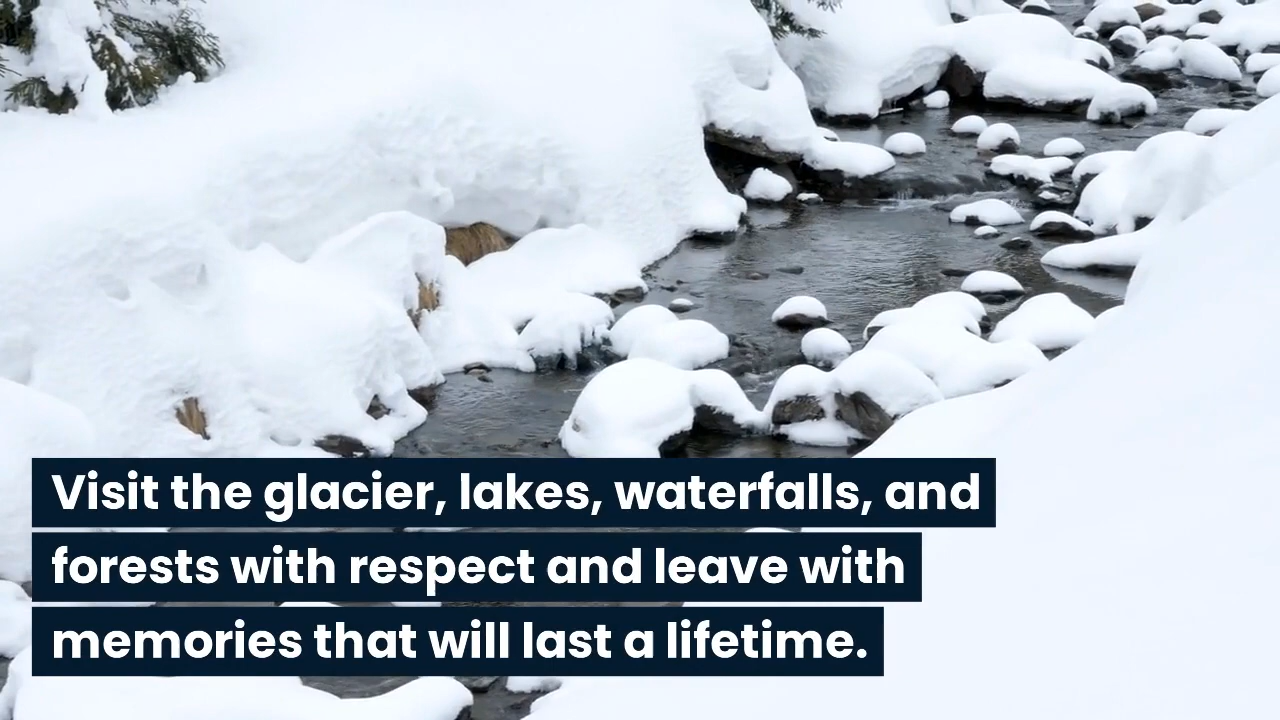 Visit the glacier, lakes, waterfalls, and
forests with respect and leave with
memories that will last a lifetime.